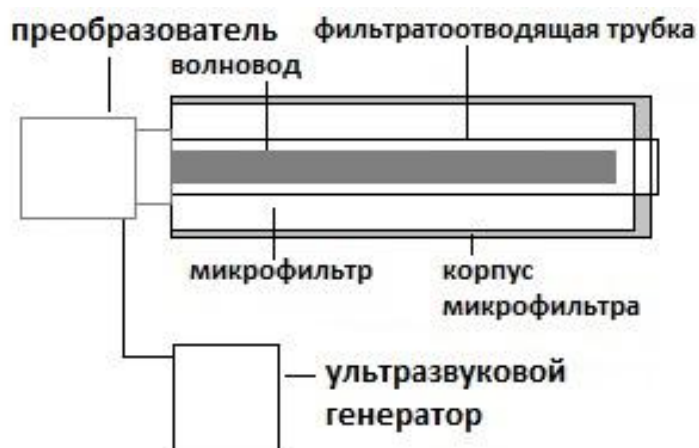 преобразователь
фильтратоотводящая трубка
волновод
микрофильтр
корпус
микрофильтра
ультразвуковой
генератор